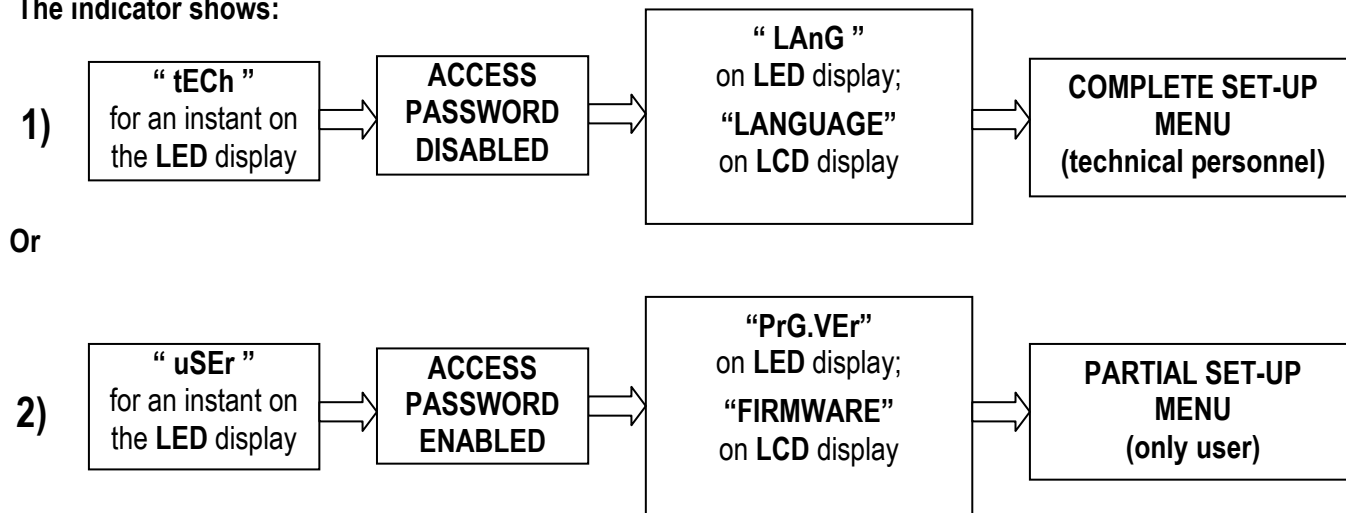 The indicator shows:
1)
“ tECh ”
for an instant on
the LED display
ACCESS
PASSWORD
DISABLED
“ LAnG ”
on LED display;
“LANGUAGE”
on LCD display
COMPLETE SET-UP
MENU
(technical personnel)
Or
2)
“ uSEr ”
for an instant on
the LED display
ACCESS
PASSWORD
ENABLED
“PrG.VEr”
on LED display;
“FIRMWARE”
on LCD display
PARTIAL SET-UP
MENU
(only user)